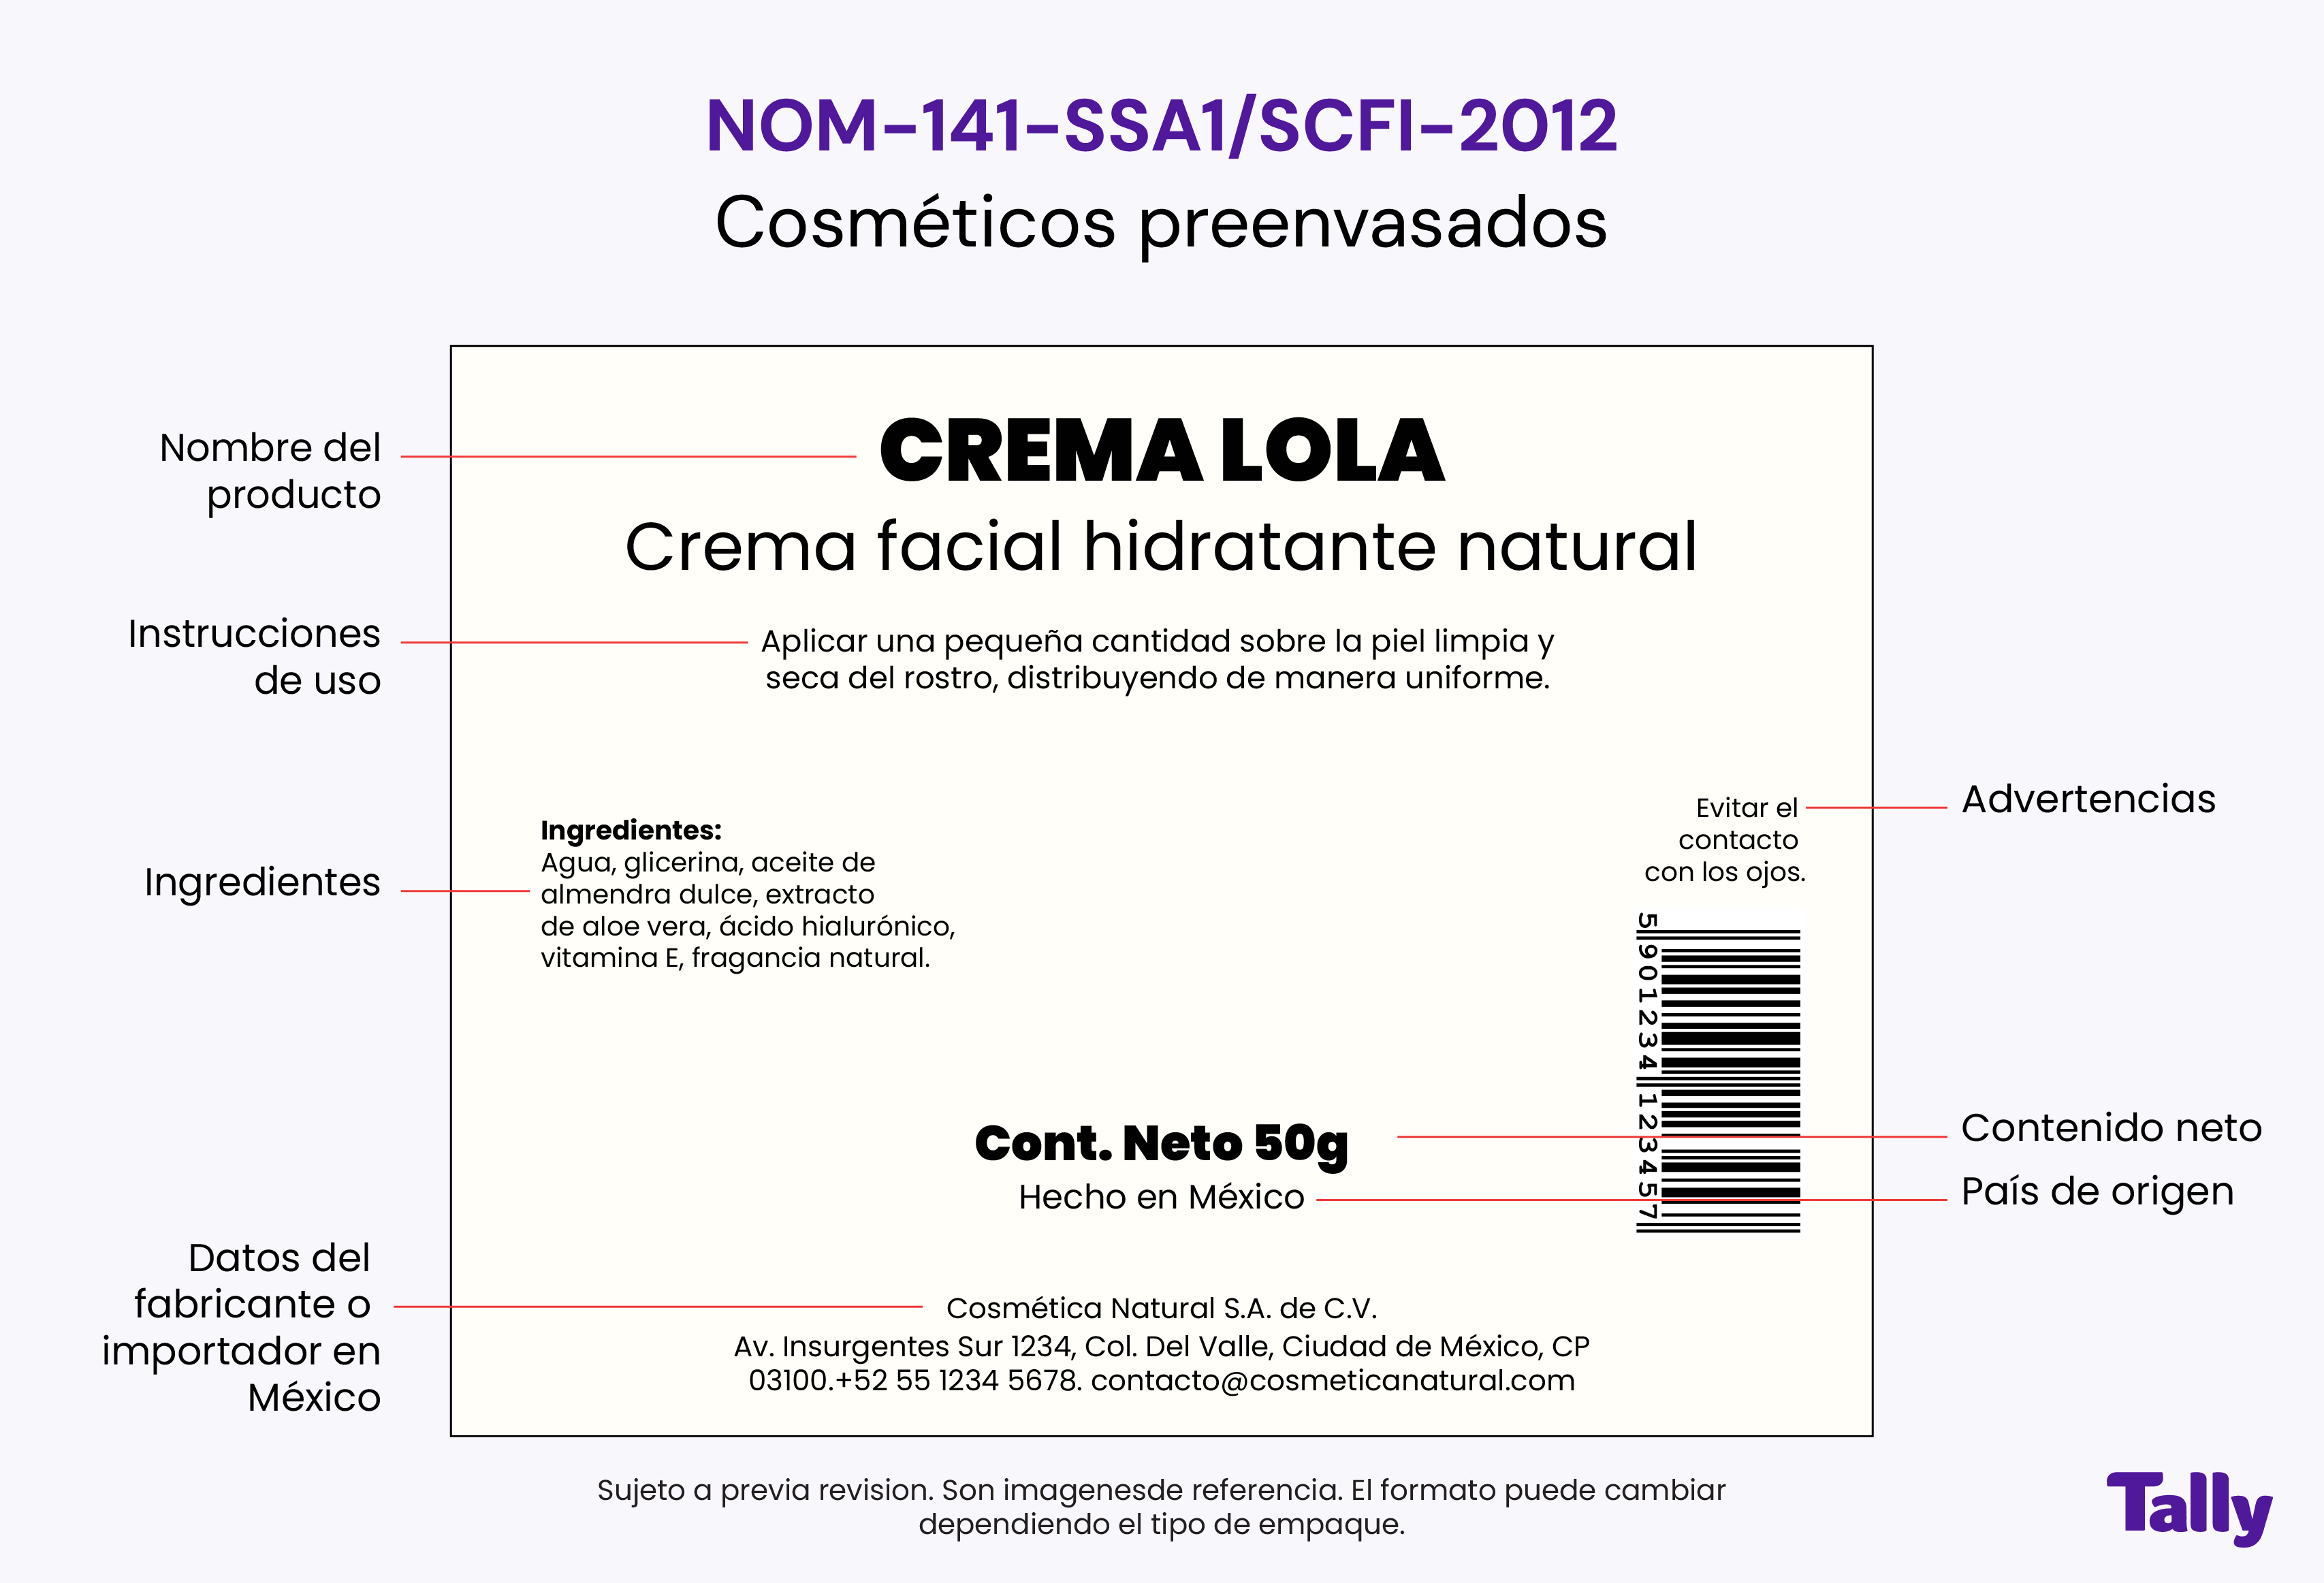 NOM-141-SSA1/SCFI-2012
Cosméticos preenvasados
Nombre del
producto
CREMA LOLA
Crema facial hidratante natural
Instrucciones
de uso
Aplicar una pequeña cantidad sobre la piel limpia y
seca del rostro, distribuyendo de manera uniforme.
Ingredientes
Ingredientes:
Agua, glicerina, aceite de
almendra dulce, extracto
de aloe vera, ácido hialurónico,
vitamina E, fragancia natural.
Evitar el
contacto
con los ojos.
Advertencias
5 901234 123457
Cont. Neto 50g
Contenido neto
Hecho en México
País de origen
Datos del
fabricante o
importador en
México
Cosmética Natural S.A. de C.V.
Av. Insurgentes Sur 1234, Col. Del Valle, Ciudad de México, CP
03100.+52 55 1234 5678. contacto@cosmeticanatural.com
Sujeto a previa revision. Son imagenesde referencia. El formato puede cambiar
dependiendo el tipo de empaque.
Tally